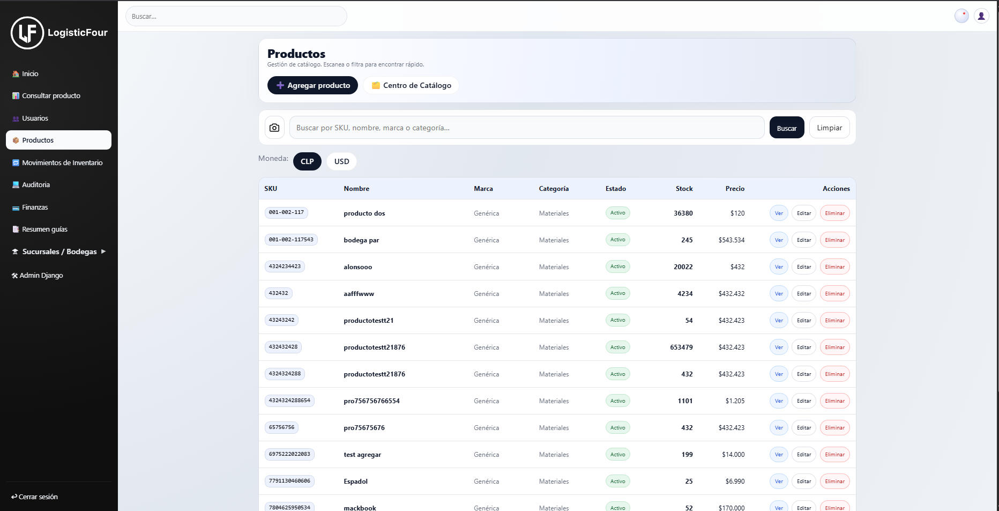 LF LogisticFour
Buscar...
Inicio
Consultar producto
Usuarios
Productos
Movimientos de Inventario
Auditoria
Finanzas
Resumen guías
Sucursales / Bodegas ▶
Admin Django
Cerrar sesión
Productos
Gestión de catálogo. Escanea o filtra para encontrar rápido.
Agregar producto Centro de Catálogo
Buscar por SKU, nombre, marca o categoría... Buscar Limpiar
Moneda: CLP USD
SKU Nombre Marca Categoría Estado Stock Precio Acciones
001-002-117 producto dos Genérica Materiales Activo 36380 $120 Ver Editar Eliminar
001-002-117543 bodega par Genérica Materiales Activo 245 $543.534 Ver Editar Eliminar
4324234423 alonsooo Genérica Materiales Activo 20022 $432 Ver Editar Eliminar
432432 aafffwww Genérica Materiales Activo 4234 $432.432 Ver Editar Eliminar
43243242 productotestt21 Genérica Materiales Activo 54 $432.423 Ver Editar Eliminar
432432428 productotestt21876 Genérica Materiales Activo 653479 $432.423 Ver Editar Eliminar
4324324288 productotestt21876 Genérica Materiales Activo 432 $432.423 Ver Editar Eliminar
4324324288654 pro756756766554 Genérica Materiales Activo 1101 $1.205 Ver Editar Eliminar
65756756 pro75675676 Genérica Materiales Activo 432 $432.423 Ver Editar Eliminar
6975222022083 test agregar Genérica Materiales Activo 199 $14.000 Ver Editar Eliminar
7791130460606 Espadol Genérica Materiales Activo 25 $6.990 Ver Editar Eliminar
7804625950534 mackbook Genérica Materiales Activo 52 $170.000 Ver Editar Eliminar